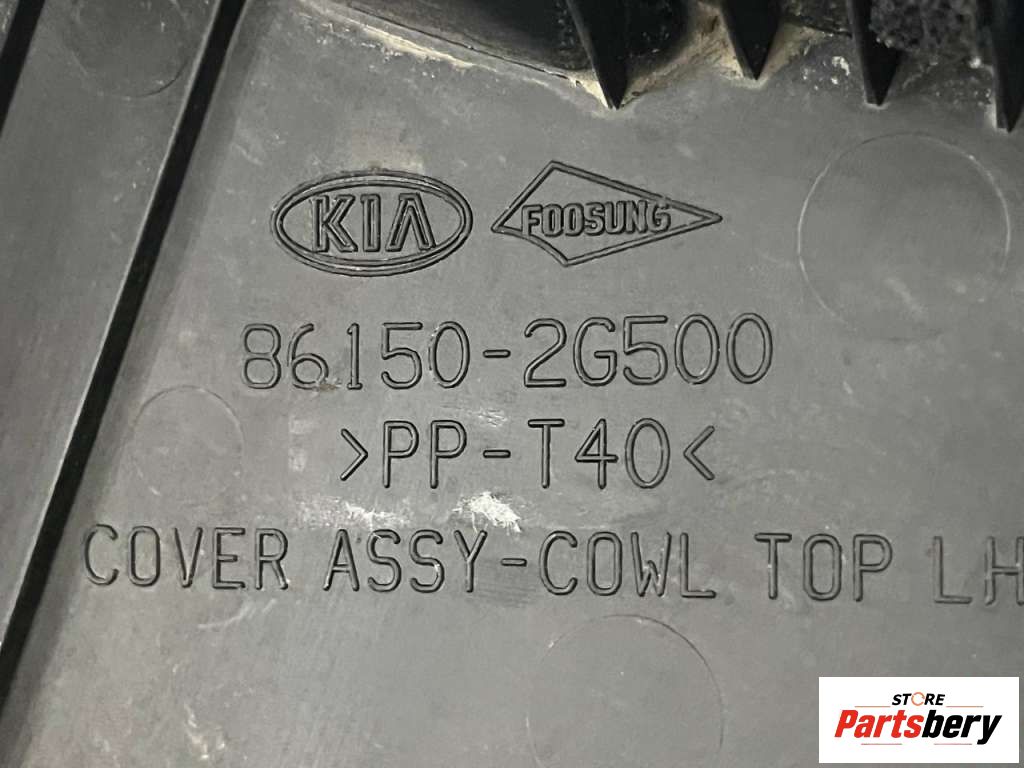 KIA FOOSUNG
86150-2G500
>PP-T40<
COVER ASSY-COWL TOP LH
STORE
Partsbery